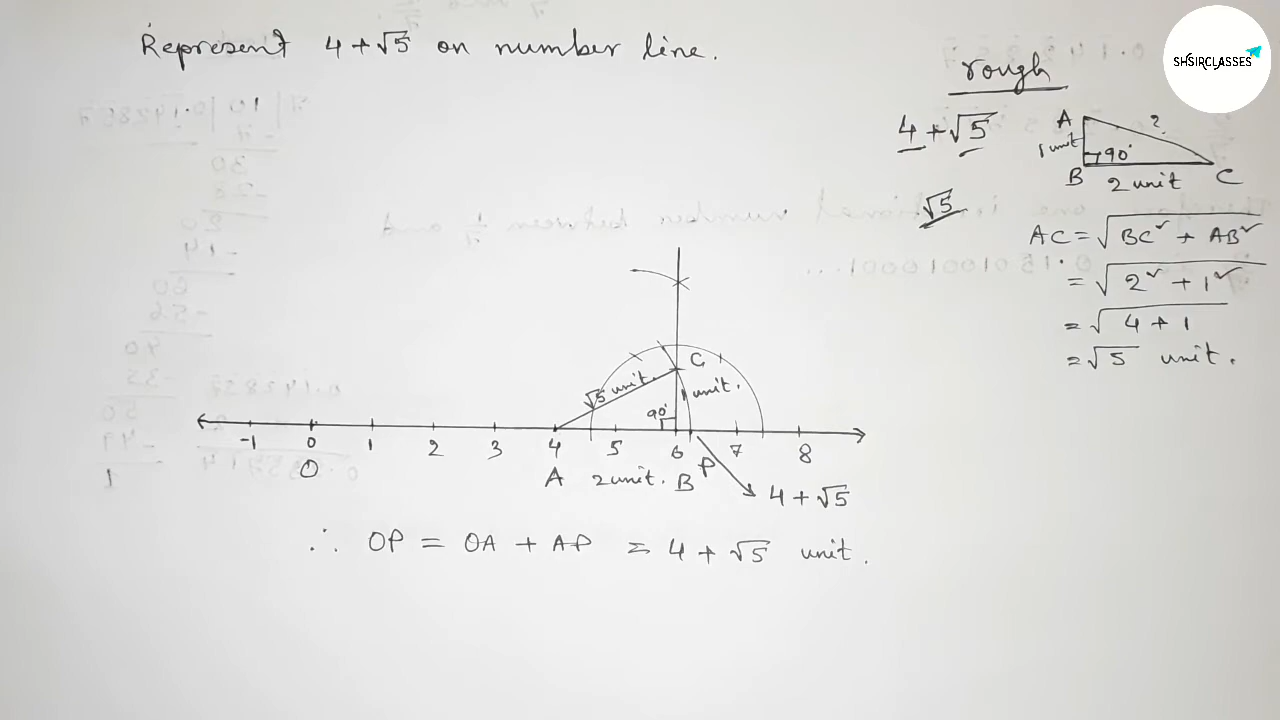 Represent 4 + √5 on number line.
SHSIRCLASSES
rough
4 + √5
A
?
1 unit
90°
B
2 unit
C
√5
AC = √BC² + AB²
= √2² + 1²
= √4 + 1
= √5 unit.
C
√5 unit.
1 unit.
90°
-1 0 1 2 3 4 5 6 7 8
O A 2 unit. B P
4 + √5
∴ OP = OA + AP = 4 + √5 unit.